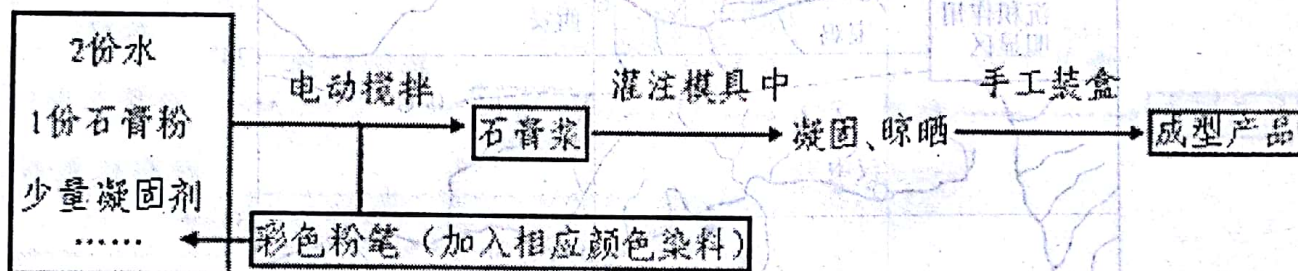 2份水
1份石膏粉
少量凝固剂
……
电动搅拌
石膏浆
灌注模具中
凝固、晾晒
手工装盒
成型产品
彩色粉笔（加入相应颜色染料）